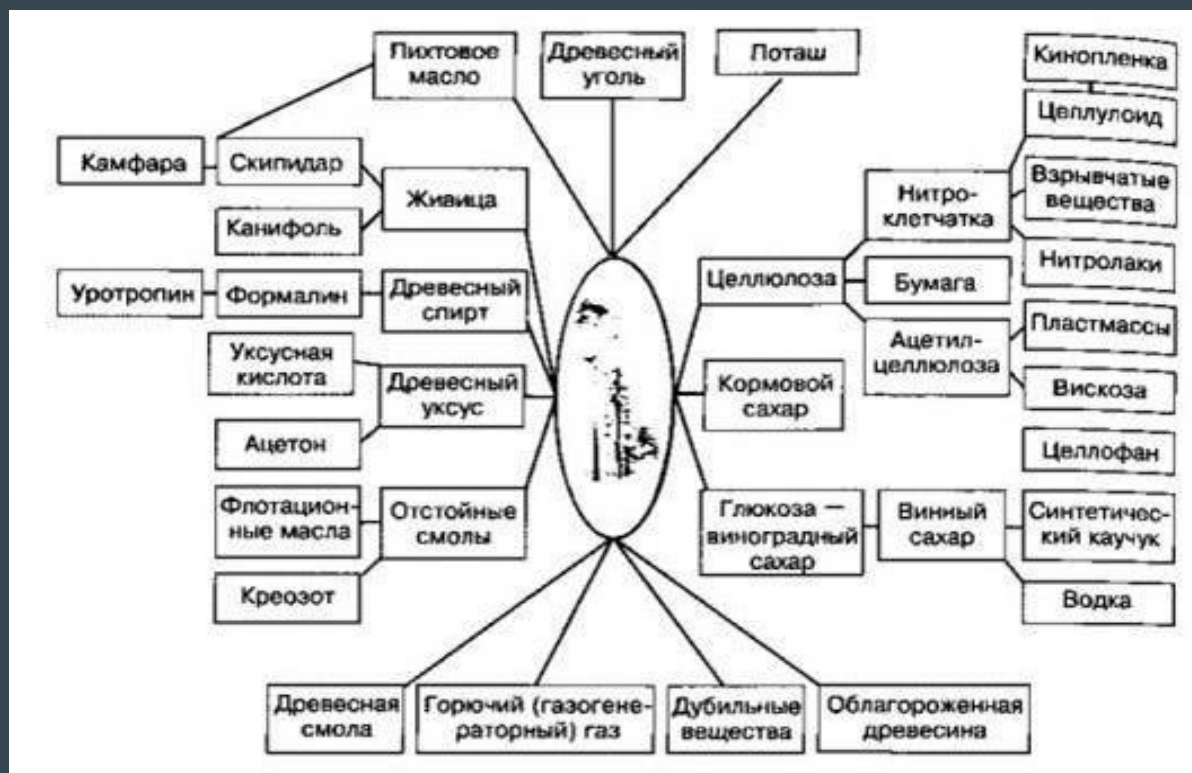 Пихтовое
масло
Древесный
уголь
Поташ
Кинопленка
Целлулоид
Камфара
Скипидар
Живица
Канифоль
Нитро-
клетчатка
Взрывчатые
вещества
Нитролаки
Уротропин
Формалин
Древесный
спирт
Целлюлоза
Бумага
Ацетил-
целлюлоза
Пластмассы
Вискоза
Уксусная
кислота
Древесный
уксус
Ацетон
Кормовой
сахар
Целлофан
Флотацион-
ные масла
Отстойные
смолы
Креозот
Глюкоза —
виноградный
сахар
Винный
сахар
Синтетичес-
кий каучук
Водка
Древесная
смола
Горючий (газогене-
раторный) газ
Дубильные
вещества
Облагороженная
древесина